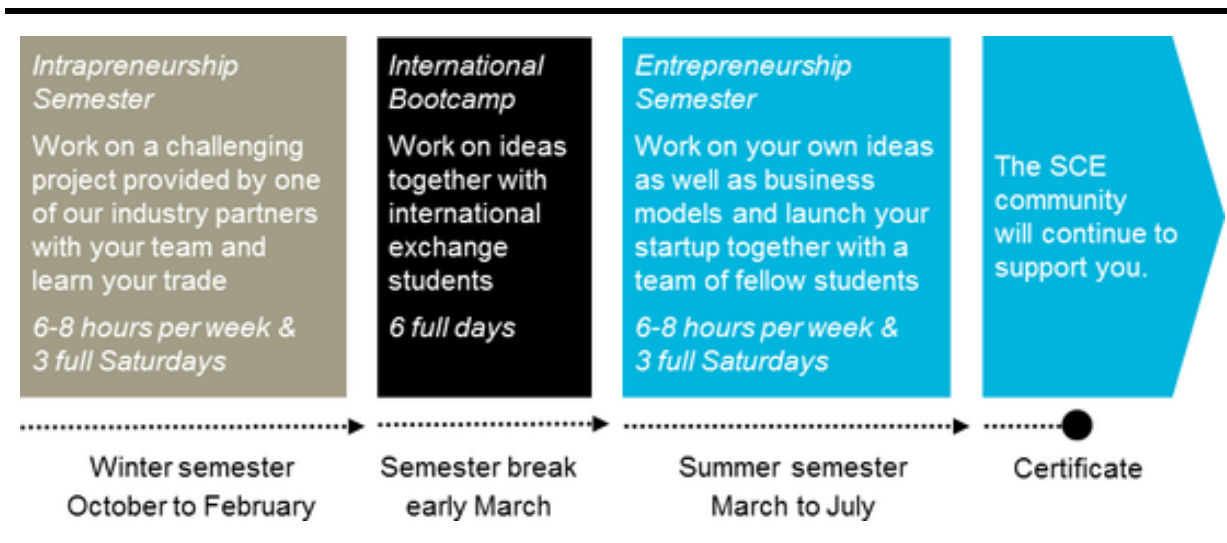 Intrapreneurship
Semester
Work on a challenging
project provided by one
of our industry partners
with your team and
learn your trade
6-8 hours per week &
3 full Saturdays
International
Bootcamp
Work on ideas
together with
international
exchange
students
6 full days
Entrepreneurship
Semester
Work on your own ideas
as well as business
models and launch your
startup together with a
team of fellow students
6-8 hours per week &
3 full Saturdays
The SCE
community
will continue to
support you.
Winter semester
October to February
Semester break
early March
Summer semester
March to July
Certificate